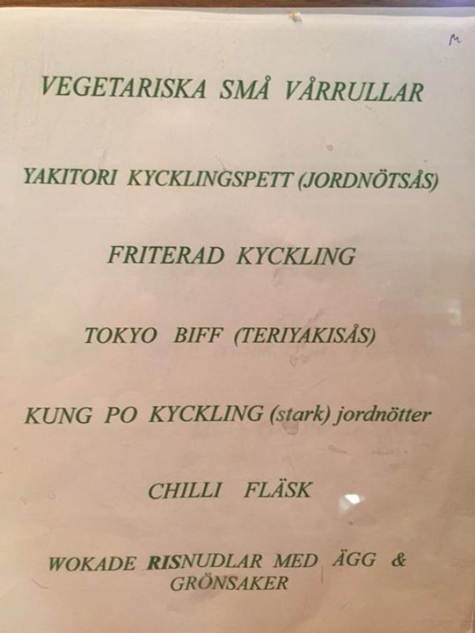 VEGETARISKA SMÅ VÅRRULLAR
YAKITORI KYCKLINGSPETT (JORDNÖTSÅS)
FRITERAD KYCKLING
TOKYO BIFF (TERIYAKISÅS)
KUNG PO KYCKLING (stark) jordnötter
CHILLI FLÄSK
WOKADE RISNUDLAR MED ÄGG &
GRÖNSAKER